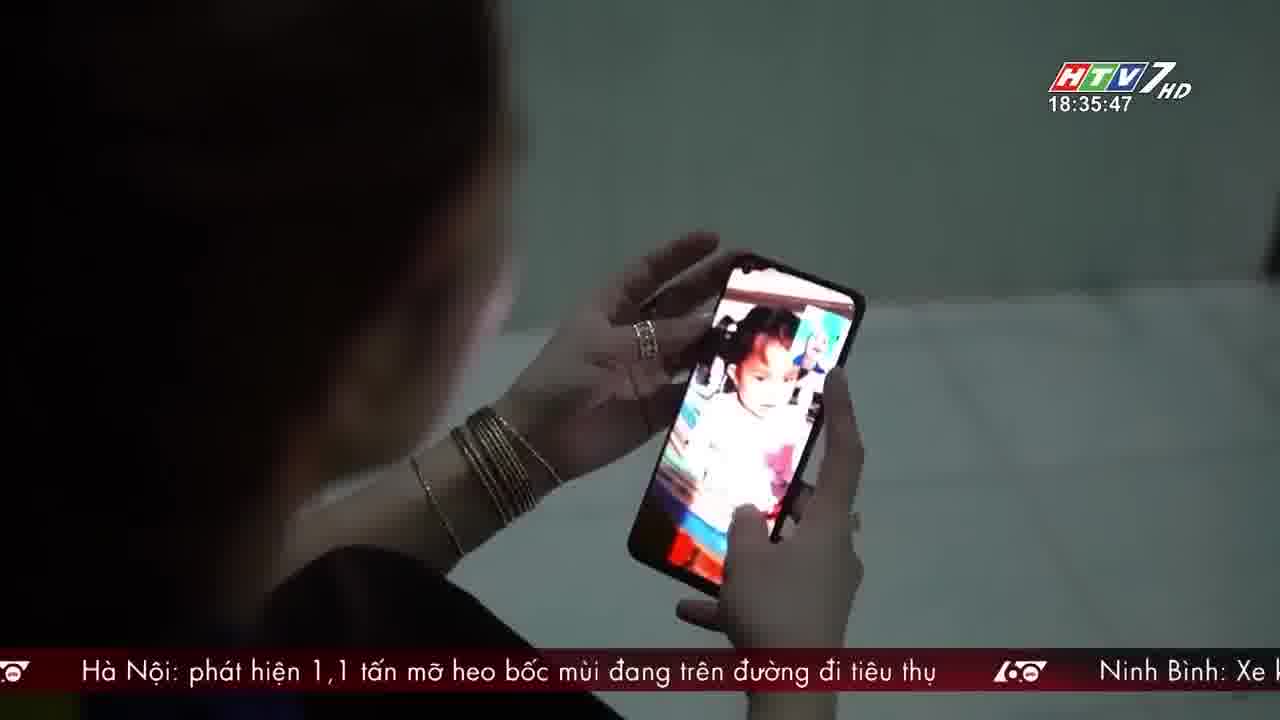 HTV7 HD
18:35:47
Hà Nội: phát hiện 1,1 tấn mỡ heo bốc mùi đang trên đường đi tiêu thụ
60 Ninh Bình: Xe